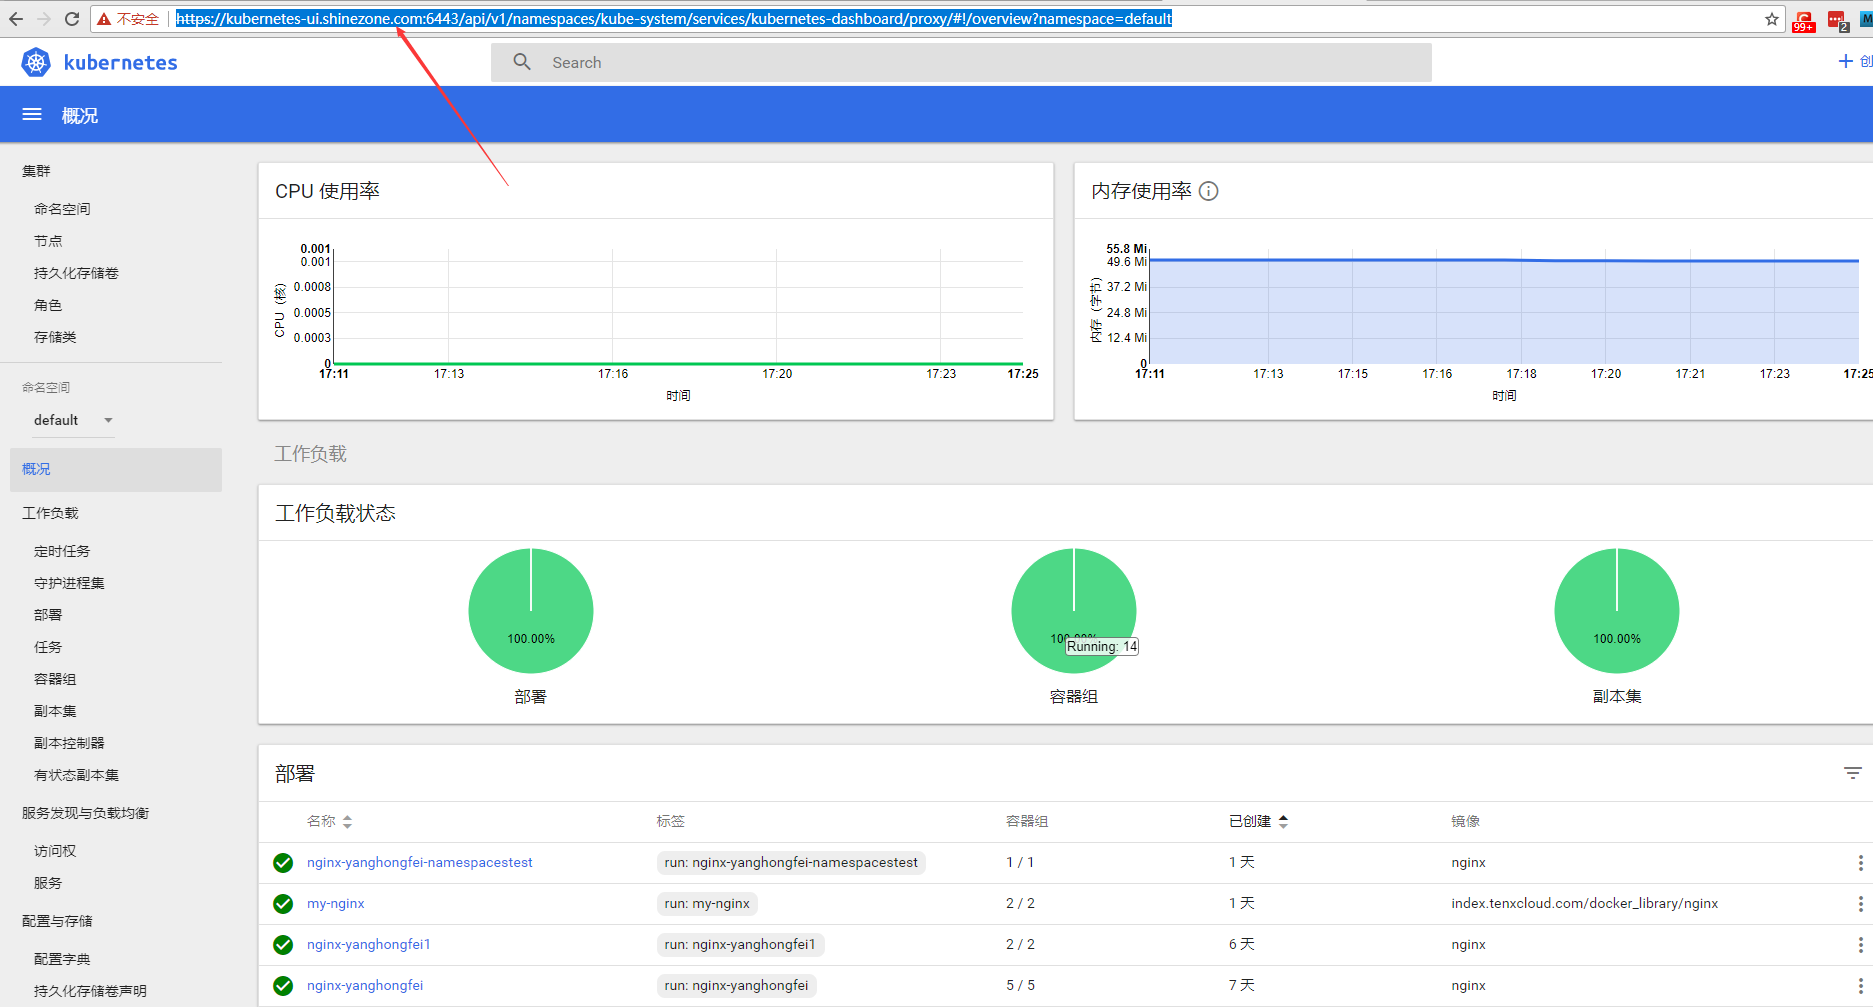 不安全 https://kubernetes-ui.shinezone.com:6443/api/v1/namespaces/kube-system/services/kubernetes-dashboard/proxy/#!/overview?namespace=default
99+ 2 M
kubernetes Search + 创
概况
集群
命名空间
节点
持久化存储卷
角色
存储类
命名空间
default
概况
工作负载
定时任务
守护进程集
部署
任务
容器组
副本集
副本控制器
有状态副本集
服务发现与负载均衡
访问权
服务
配置与存储
配置字典
持久化存储卷声明
CPU 使用率
CPU (核)
0.001
0.001
0.0008
0.0005
0.0003
0
17:11 17:13 17:16 17:20 17:23 17:25
时间
内存使用率
内存 (字节)
55.8 Mi
49.6 Mi
37.2 Mi
24.8 Mi
12.4 Mi
0
17:11 17:13 17:15 17:16 17:18 17:20 17:21 17:23 17:25
时间
工作负载
工作负载状态
100.00% 100.00% Running: 14 100.00%
部署 容器组 副本集
部署
名称 标签 容器组 已创建 镜像
nginx-yanghongfei-namespacestest run: nginx-yanghongfei-namespacestest 1 / 1 1 天 nginx
my-nginx run: my-nginx 2 / 2 1 天 index.tenxcloud.com/docker_library/nginx
nginx-yanghongfei1 run: nginx-yanghongfei1 2 / 2 6 天 nginx
nginx-yanghongfei run: nginx-yanghongfei 5 / 5 7 天 nginx